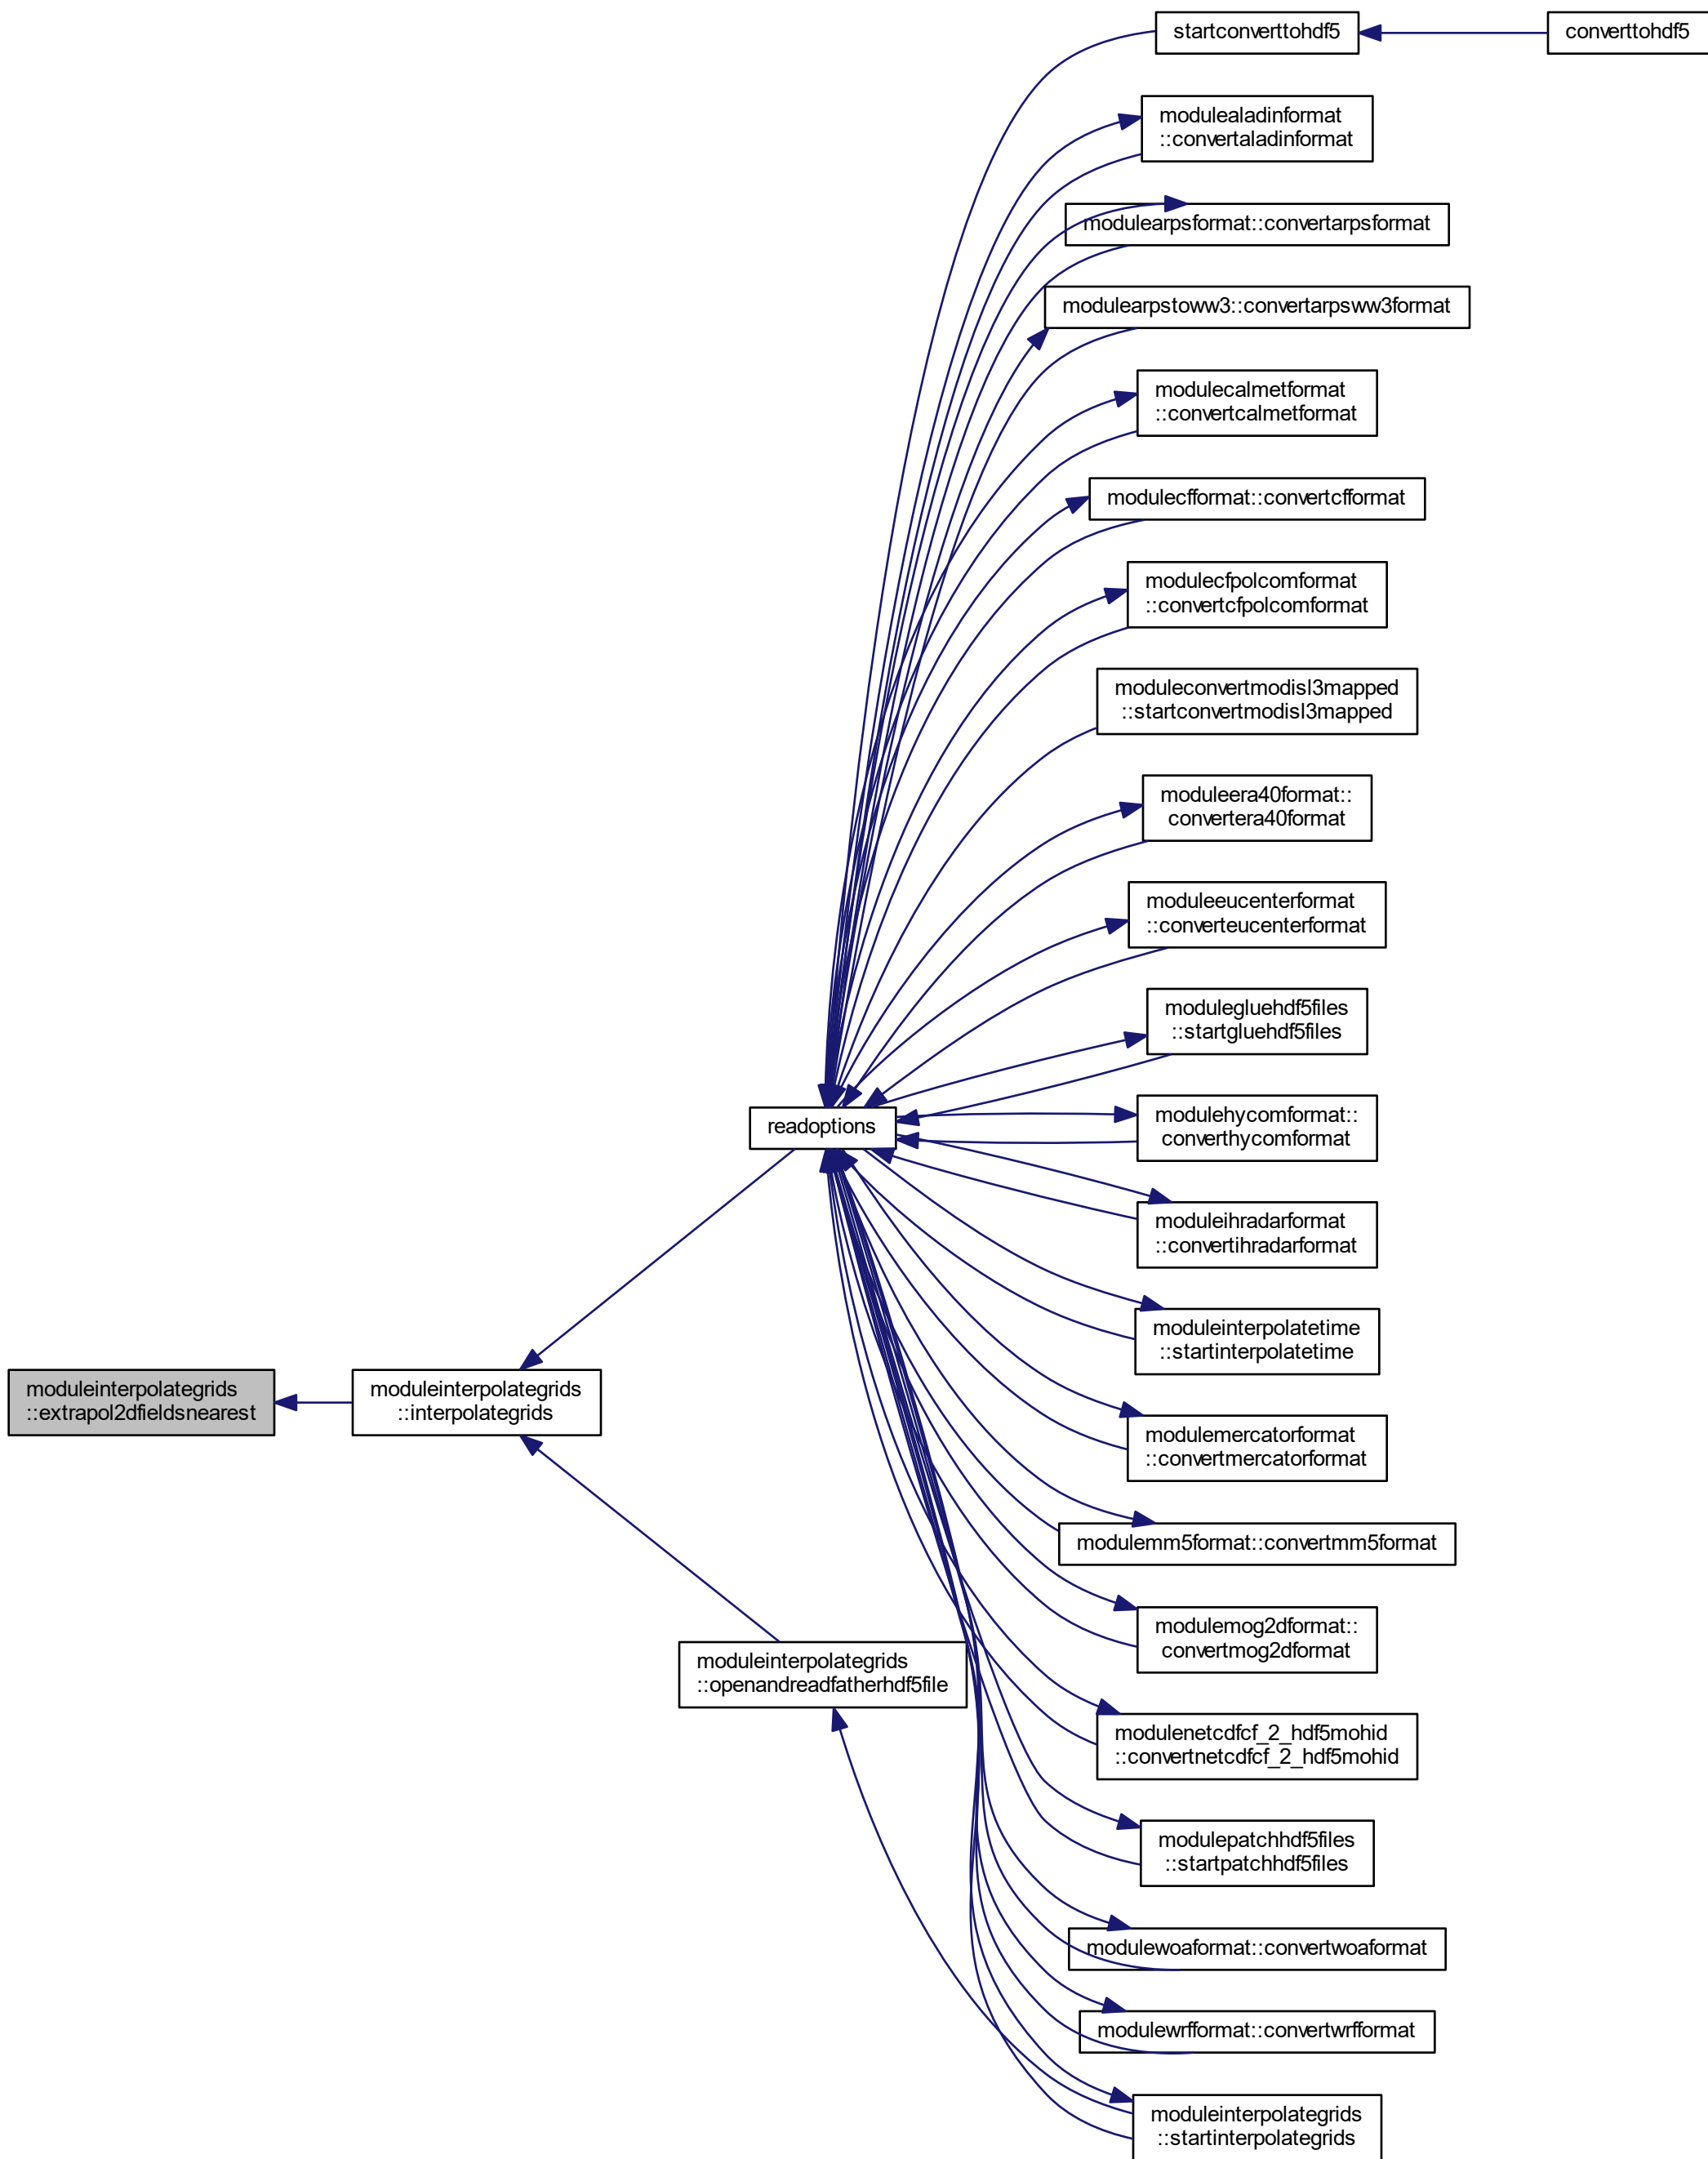 startconverttohdf5
converttohdf5
modulealadinformat
::convertaladinformat
modulearpsformat::convertarpsformat
modulearpstoww3::convertarpsww3format
modulecalmetformat
::convertcalmetformat
modulecfformat::convertcfformat
modulecfpolcomformat
::convertcfpolcomformat
moduleconvertmodisl3mapped
::startconvertmodisl3mapped
moduleera40format::
convertera40format
moduleeucenterformat
::converteucenterformat
modulegluehdf5files
::startgluehdf5files
readoptions
modulehycomformat::
converthycomformat
moduleihradarformat
::convertihradarformat
moduleinterpolatetime
::startinterpolatetime
moduleinterpolategrids
::extrapol2dfieldsnearest
moduleinterpolategrids
::interpolategrids
modulemercatorformat
::convertmercatorformat
modulemm5format::convertmm5format
modulemog2dformat::
convertmog2dformat
moduleinterpolategrids
::openandreadfatherhdf5file
modulenetcdfcf_2_hdf5mohid
::convertnetcdfcf_2_hdf5mohid
modulepatchhdf5files
::startpatchhdf5files
modulewoaformat::convertwoaformat
modulewrfformat::convertwrfformat
moduleinterpolategrids
::startinterpolategrids